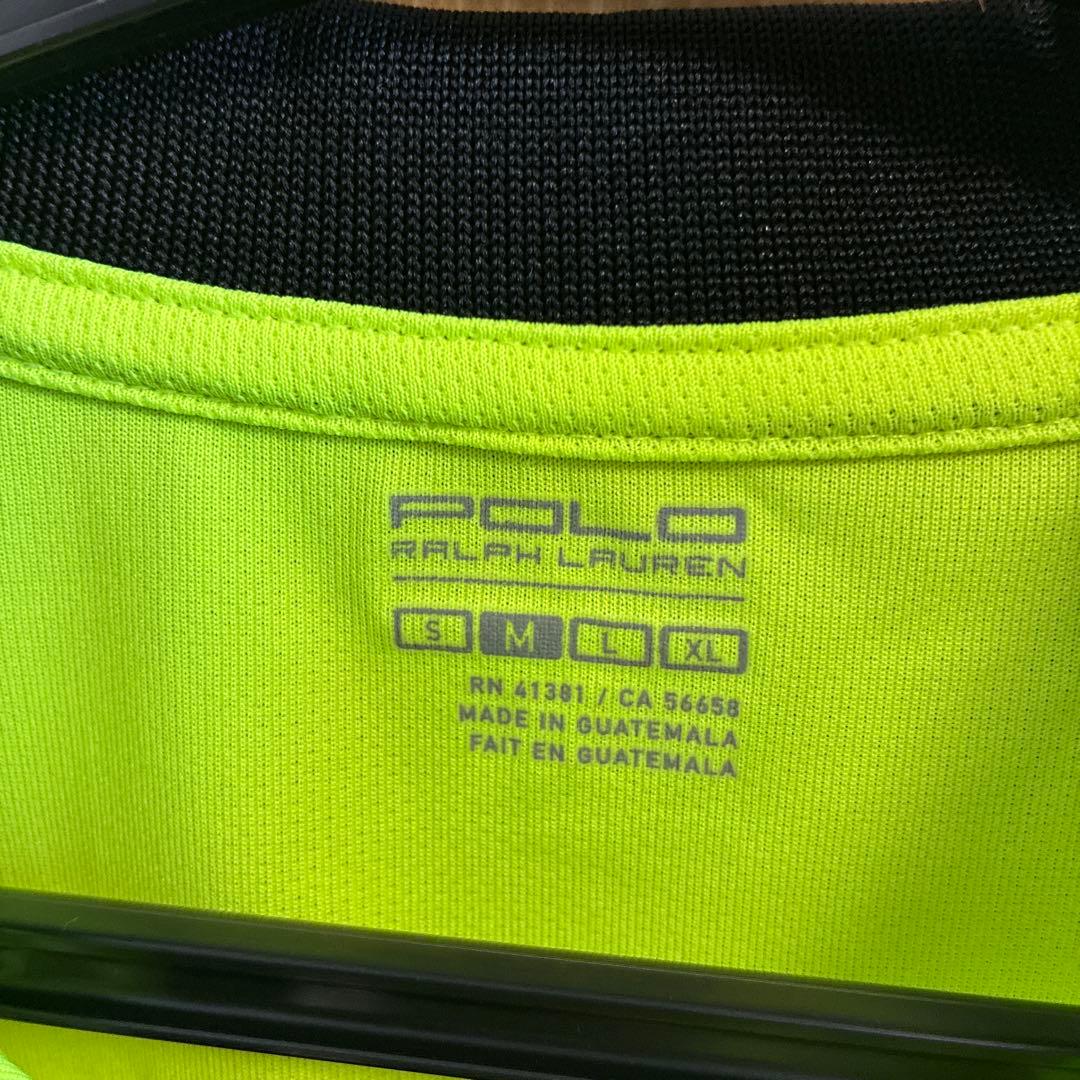 POLO
RALPH LAUREN
S M L XL
RN 41381 / CA 56658
MADE IN GUATEMALA
FAIT EN GUATEMALA